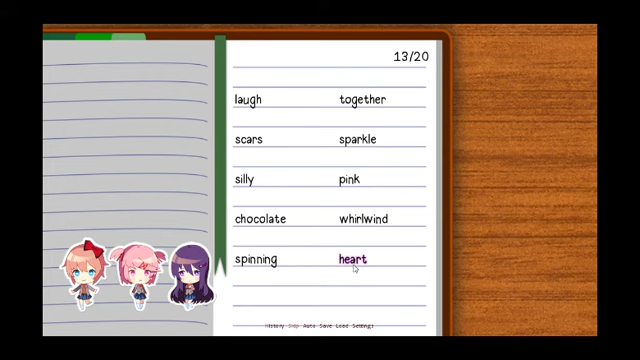 13/20
laugh together
scars sparkle
silly pink
chocolate whirlwind
spinning heart
History Skip Auto Save Load Settings